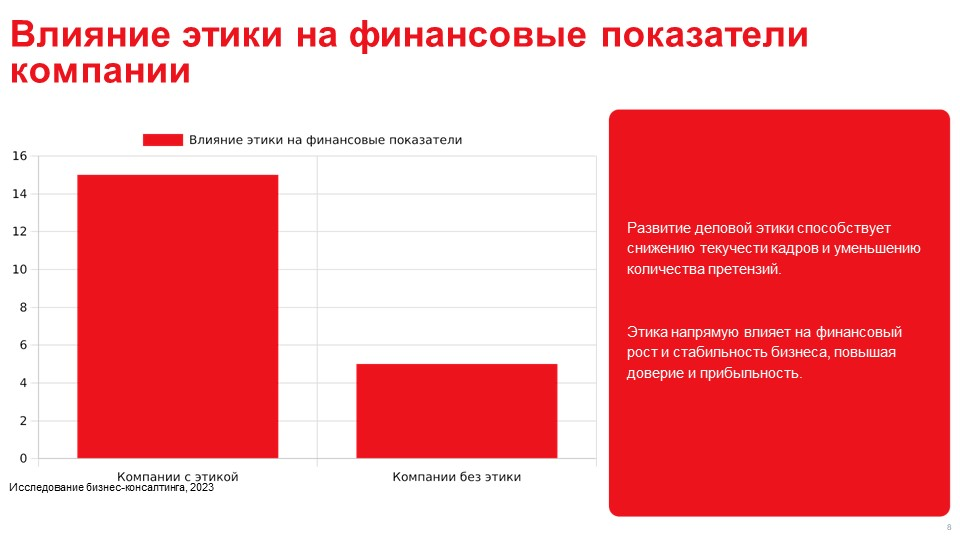 Влияние этики на финансовые показатели
компании
Влияние этики на финансовые показатели
16
14
12
10
8
6
4
2
0
Компании с этикой
Компании без этики
Исследование бизнес-консалтинга, 2023
Развитие деловой этики способствует
снижению текучести кадров и уменьшению
количества претензий.
Этика напрямую влияет на финансовый
рост и стабильность бизнеса, повышая
доверие и прибыльность.
8